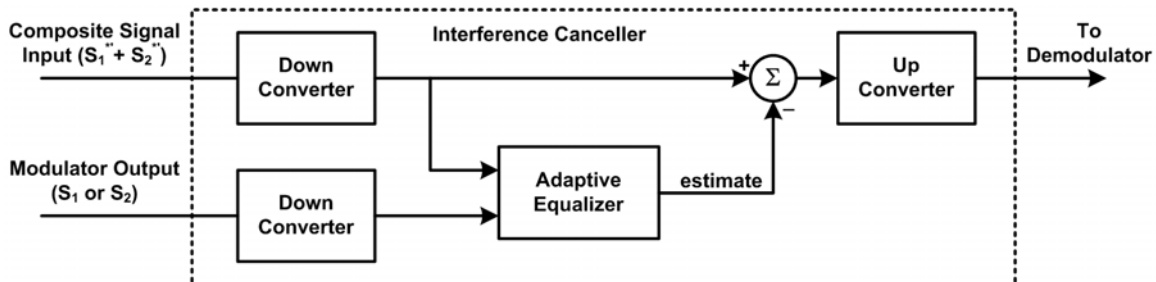 Composite Signal
Input (S₁''+ S₂'')
Interference Canceller
To
Demodulator
Down
Converter
+
Σ
−
Up
Converter
Modulator Output
(S₁ or S₂)
Down
Converter
Adaptive
Equalizer
estimate